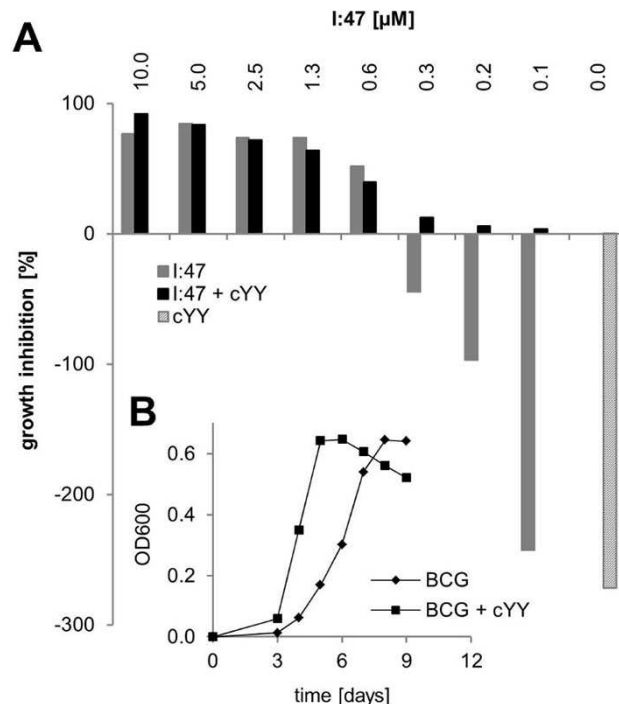 I:47 [µM]
A
10.0 5.0 2.5 1.3 0.6 0.3 0.2 0.1 0.0
100
0
-100
-200
-300
growth inhibition [%]
I:47
I:47 + cYY
cYY
B
0.6
0.4
0.2
0.0
OD600
BCG
BCG + cYY
0 3 6 9 12
time [days]